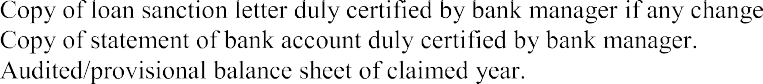 Copy of loan sanction letter duly certified by bank manager if any change
Copy of statement of bank account duly certified by bank manager.
Audited/provisional balance sheet of claimed year.